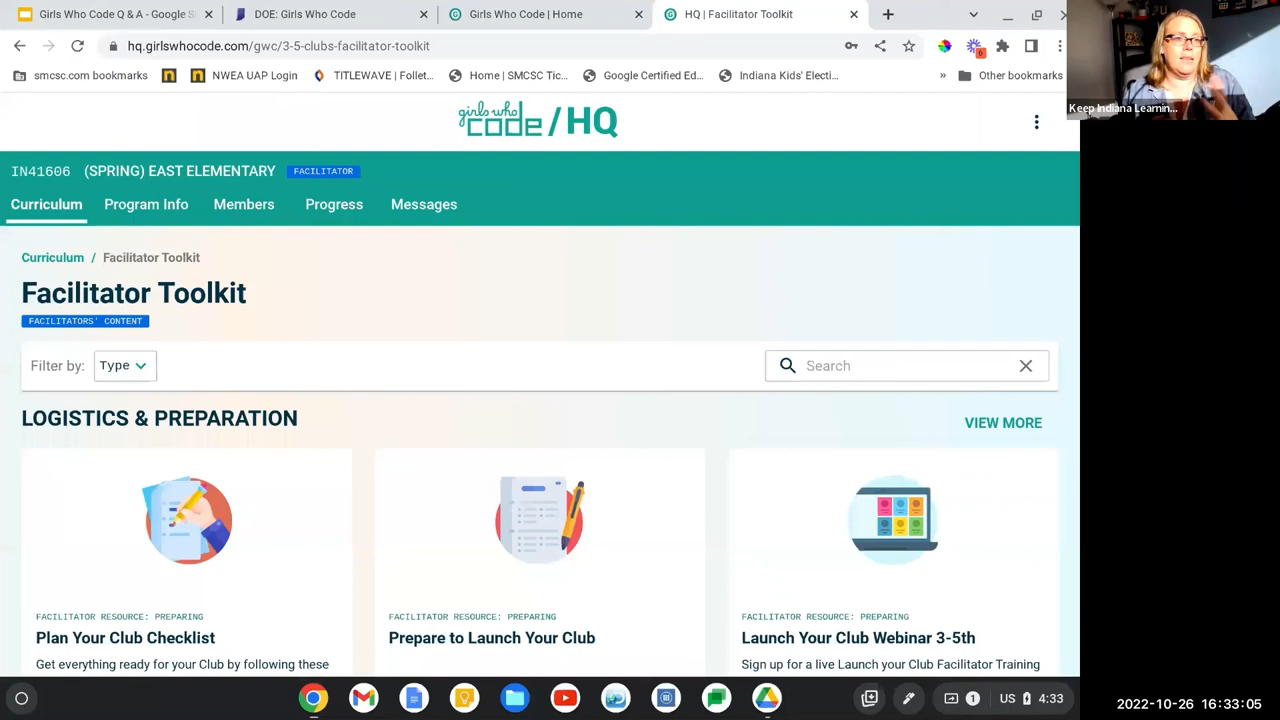 Girls Who Code Q & A - Google S
DOE: Girls Who Code
Girls Who Code | Home
HQ | Facilitator Toolkit
hq.girlswhocode.com/gwc/3-5-clubs-facilitator-toolkit
6
smcsc.com bookmarks
NWEA UAP Login
TITLEWAVE | Follet...
Home | SMCSC Tic...
Google Certified Ed...
Indiana Kids' Electi...
»
Other bookmarks
Keep Indiana Learnin...
girls who
code / HQ
IN41606 (SPRING) EAST ELEMENTARY FACILITATOR
Curriculum Program Info Members Progress Messages
Curriculum / Facilitator Toolkit
Facilitator Toolkit
FACILITATORS' CONTENT
Filter by: Type
Search
LOGISTICS & PREPARATION
VIEW MORE
FACILITATOR RESOURCE: PREPARING
Plan Your Club Checklist
Get everything ready for your Club by following these
FACILITATOR RESOURCE: PREPARING
Prepare to Launch Your Club
FACILITATOR RESOURCE: PREPARING
Launch Your Club Webinar 3-5th
Sign up for a live Launch your Club Facilitator Training
1
US
4:33
2022-10-26 16:33:05